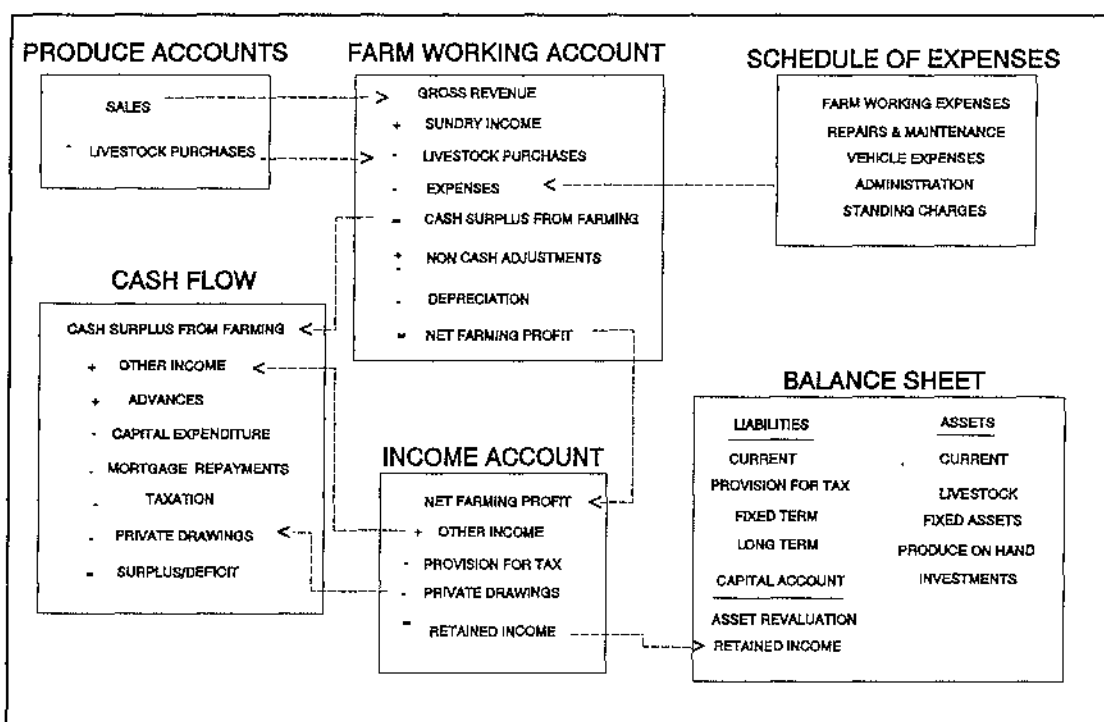 PRODUCE ACCOUNTS
SALES
- LIVESTOCK PURCHASES
FARM WORKING ACCOUNT
GROSS REVENUE
+ SUNDRY INCOME
- LIVESTOCK PURCHASES
- EXPENSES
= CASH SURPLUS FROM FARMING
+ - NON CASH ADJUSTMENTS
- DEPRECIATION
= NET FARMING PROFIT
SCHEDULE OF EXPENSES
FARM WORKING EXPENSES
REPAIRS & MAINTENANCE
VEHICLE EXPENSES
ADMINISTRATION
STANDING CHARGES
CASH FLOW
CASH SURPLUS FROM FARMING
+ OTHER INCOME
+ ADVANCES
- CAPITAL EXPENDITURE
- MORTGAGE REPAYMENTS
- TAXATION
- PRIVATE DRAWINGS
= SURPLUS/DEFICIT
INCOME ACCOUNT
NET FARMING PROFIT
+ OTHER INCOME
- PROVISION FOR TAX
- PRIVATE DRAWINGS
= RETAINED INCOME
BALANCE SHEET
LIABILITIES
CURRENT
PROVISION FOR TAX
FIXED TERM
LONG TERM
CAPITAL ACCOUNT
ASSET REVALUATION
RETAINED INCOME
ASSETS
CURRENT
LIVESTOCK
FIXED ASSETS
PRODUCE ON HAND
INVESTMENTS